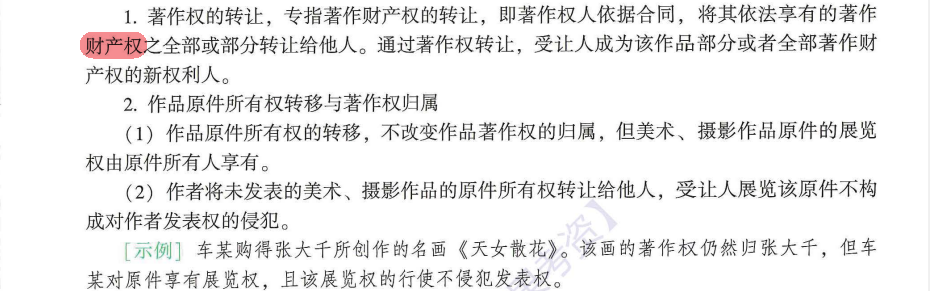 1. 著作权的转让，专指著作财产权的转让，即著作权人依据合同，将其依法享有的著作
财产权之全部或部分转让给他人。通过著作权转让，受让人成为该作品部分或者全部著作财
产权的新权利人。
2. 作品原件所有权转移与著作权归属
（1）作品原件所有权的转移，不改变作品著作权的归属，但美术、摄影作品原件的展览
权由原件所有人享有。
（2）作者将未发表的美术、摄影作品的原件所有权转让给他人，受让人展览该原件不构
成对作者发表权的侵犯。
[示例] 车某购得张大千所创作的名画《天女散花》。该画的著作权仍然归张大千，但车
某对原件享有展览权，且该展览权的行使不侵犯发表权。
考资】